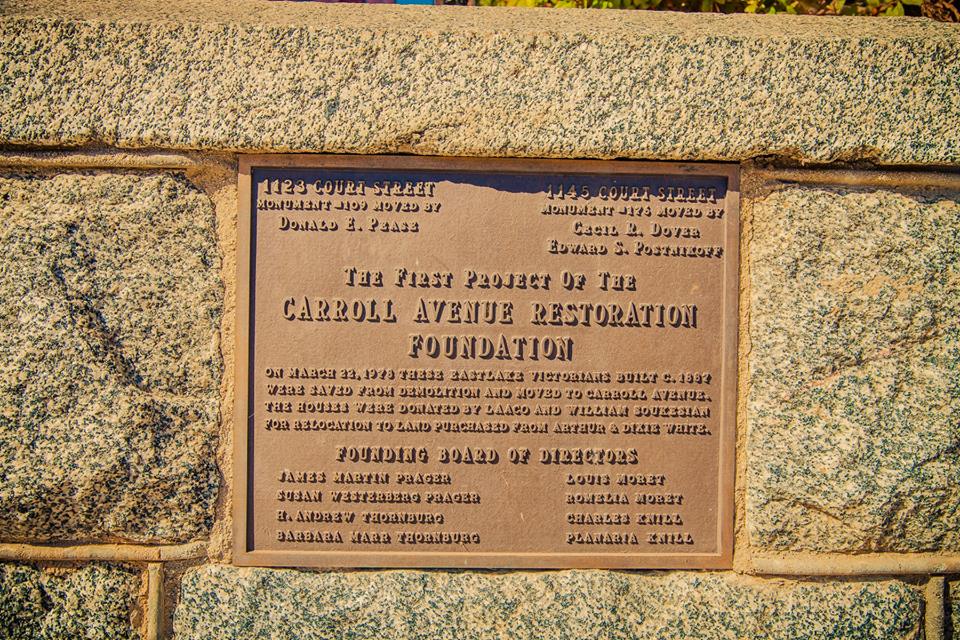 1123 COURT STREET
MONUMENT #109 MOVED BY
DONALD E. PEASE
1145 COURT STREET
MONUMENT #176 MOVED BY
CECIL R. DOVER
EDWARD S. POSTNIKOFF
THE FIRST PROJECT OF THE
CARROLL AVENUE RESTORATION
FOUNDATION
ON MARCH 22, 1978 THESE EASTLAKE VICTORIANS BUILT C. 1887
WERE SAVED FROM DEMOLITION AND MOVED TO CARROLL AVENUE.
THE HOUSES WERE DONATED BY LAACO AND WILLIAM BOUKESIAN
FOR RELOCATION TO LAND PURCHASED FROM ARTHUR & DIXIE WHITE.
FOUNDING BOARD OF DIRECTORS
JAMES MARTIN PRAGER
SUSAN WESTERBERG PRAGER
H. ANDREW THORNBURG
BARBARA MARR THORNBURG
LOUIS MORET
ROMELIA MORET
CHARLES KNILL
PLANARIA KNILL